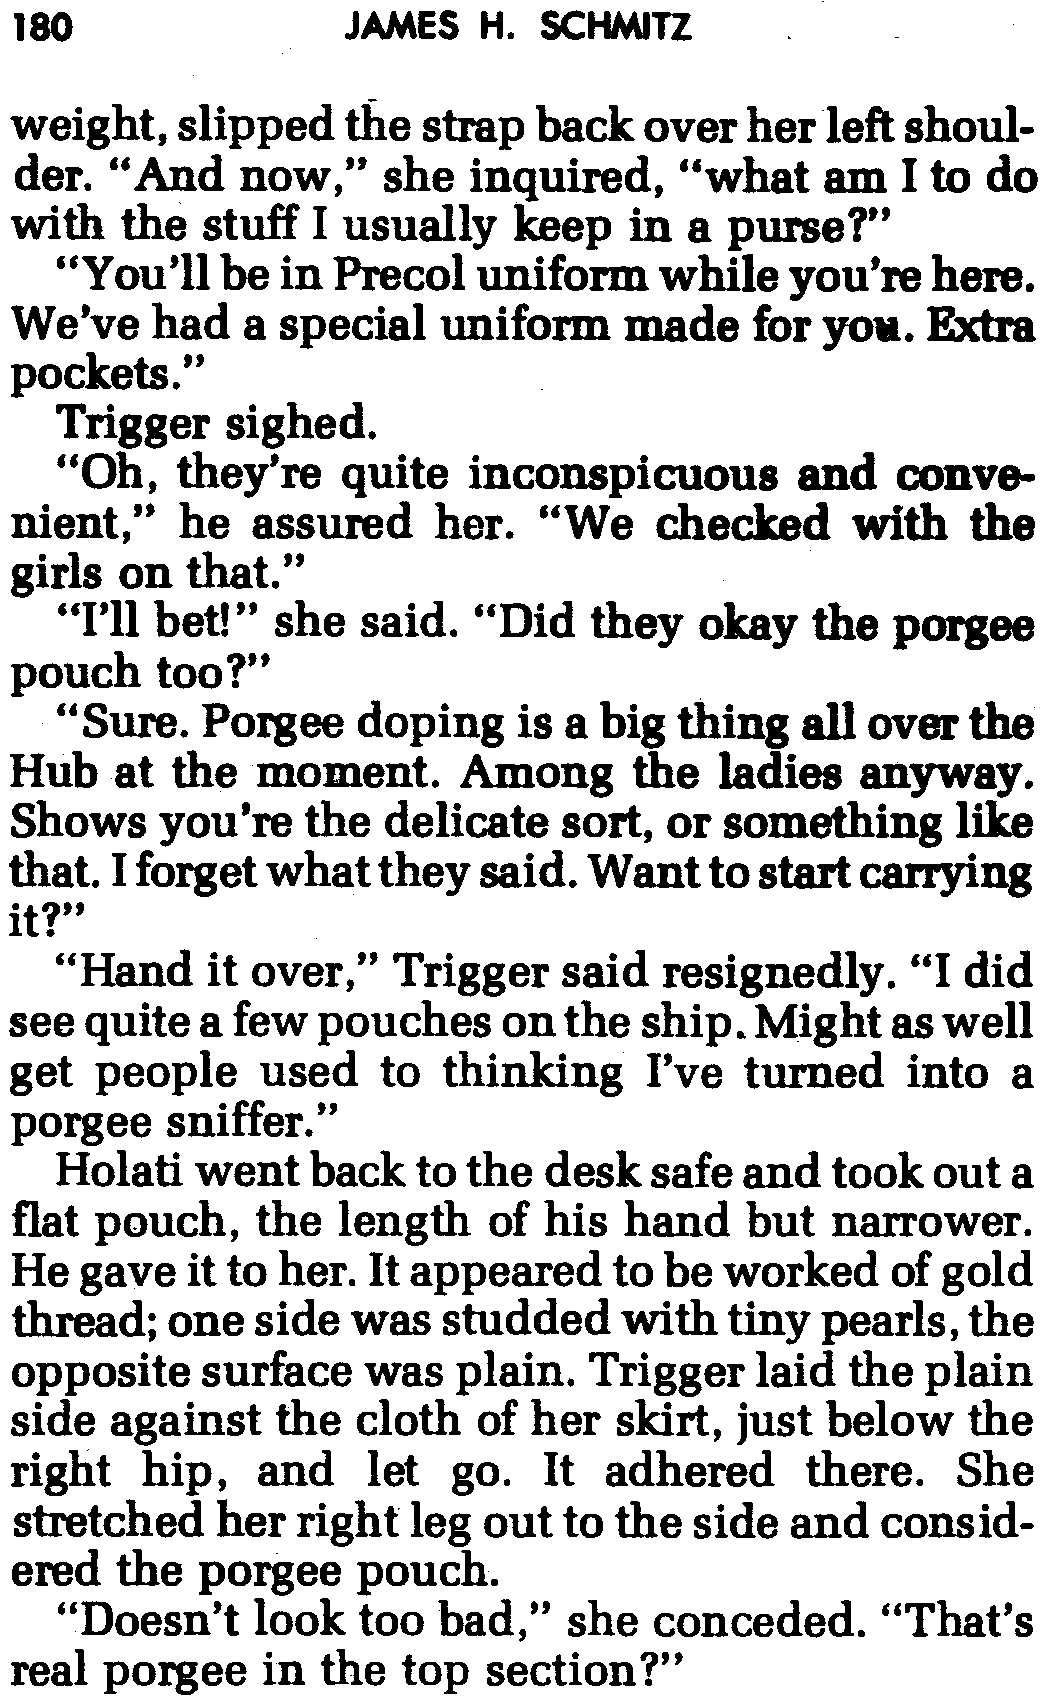 180 JAMES H. SCHMITZ
weight, slipped the strap back over her left shoul-
der. “And now,” she inquired, “what am I to do
with the stuff I usually keep in a purse?”
“You’ll be in Precol uniform while you’re here.
We’ve had a special uniform made for you. Extra
pockets.”
Trigger sighed.
“Oh, they’re quite inconspicuous and conve-
nient,” he assured her. “We checked with the
girls on that.”
“I’ll bet!” she said. “Did they okay the porgee
pouch too?”
“Sure. Porgee doping is a big thing all over the
Hub at the moment. Among the ladies anyway.
Shows you’re the delicate sort, or something like
that. I forget what they said. Want to start carrying
it?”
“Hand it over,” Trigger said resignedly. “I did
see quite a few pouches on the ship. Might as well
get people used to thinking I’ve turned into a
porgee sniffer.”
Holati went back to the desk safe and took out a
flat pouch, the length of his hand but narrower.
He gave it to her. It appeared to be worked of gold
thread; one side was studded with tiny pearls, the
opposite surface was plain. Trigger laid the plain
side against the cloth of her skirt, just below the
right hip, and let go. It adhered there. She
stretched her right leg out to the side and consid-
ered the porgee pouch.
“Doesn’t look too bad,” she conceded. “That’s
real porgee in the top section?”